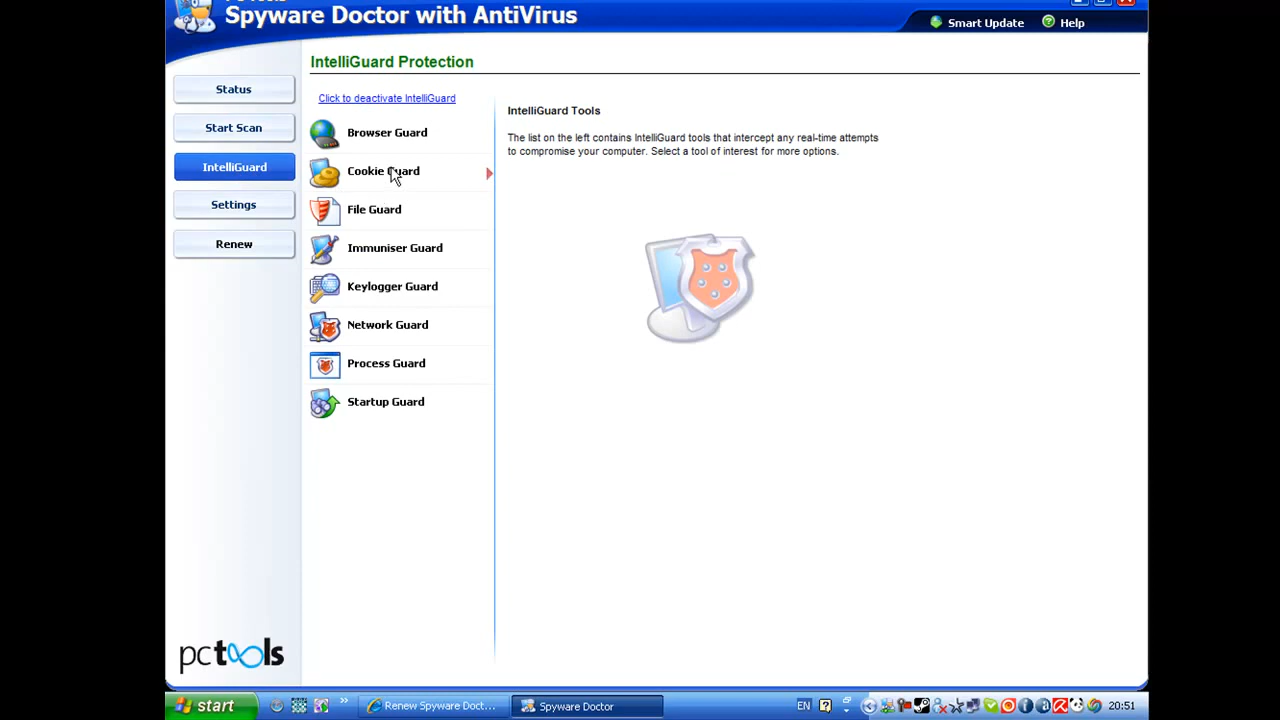 Spyware Doctor with AntiVirus
Smart Update
Help
Status
Start Scan
IntelliGuard
Settings
Renew
IntelliGuard Protection
Click to deactivate IntelliGuard
Browser Guard
Cookie Guard
File Guard
Immuniser Guard
Keylogger Guard
Network Guard
Process Guard
Startup Guard
IntelliGuard Tools
The list on the left contains IntelliGuard tools that intercept any real-time attempts
to compromise your computer. Select a tool of interest for more options.
pctools
start
Renew Spyware Doct...
Spyware Doctor
EN
20:51